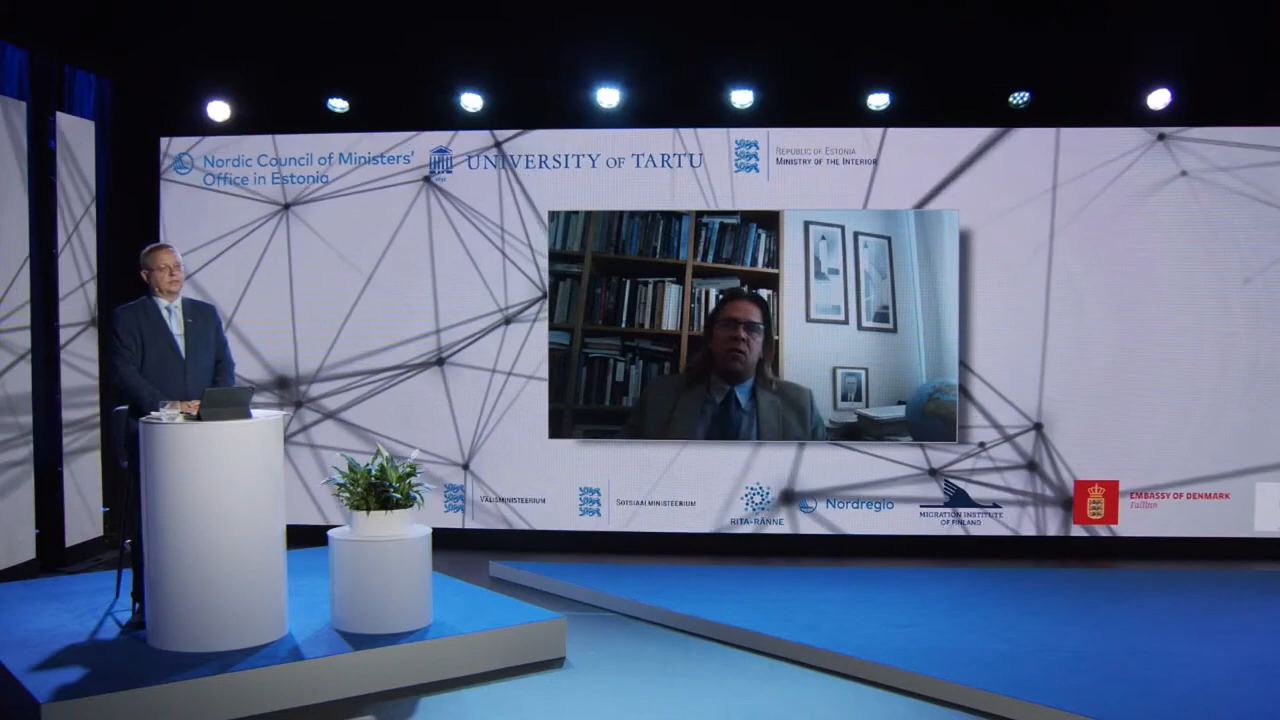 Nordic Council of Ministers'
Office in Estonia
UNIVERSITY OF TARTU
REPUBLIC OF ESTONIA
MINISTRY OF THE INTERIOR
VÄLISMINISTEERIUM
SOTSIAALMINISTEERIUM
RITA-RÄNNE
Nordregio
MIGRATION INSTITUTE
OF FINLAND
EMBASSY OF DENMARK
Tallinn